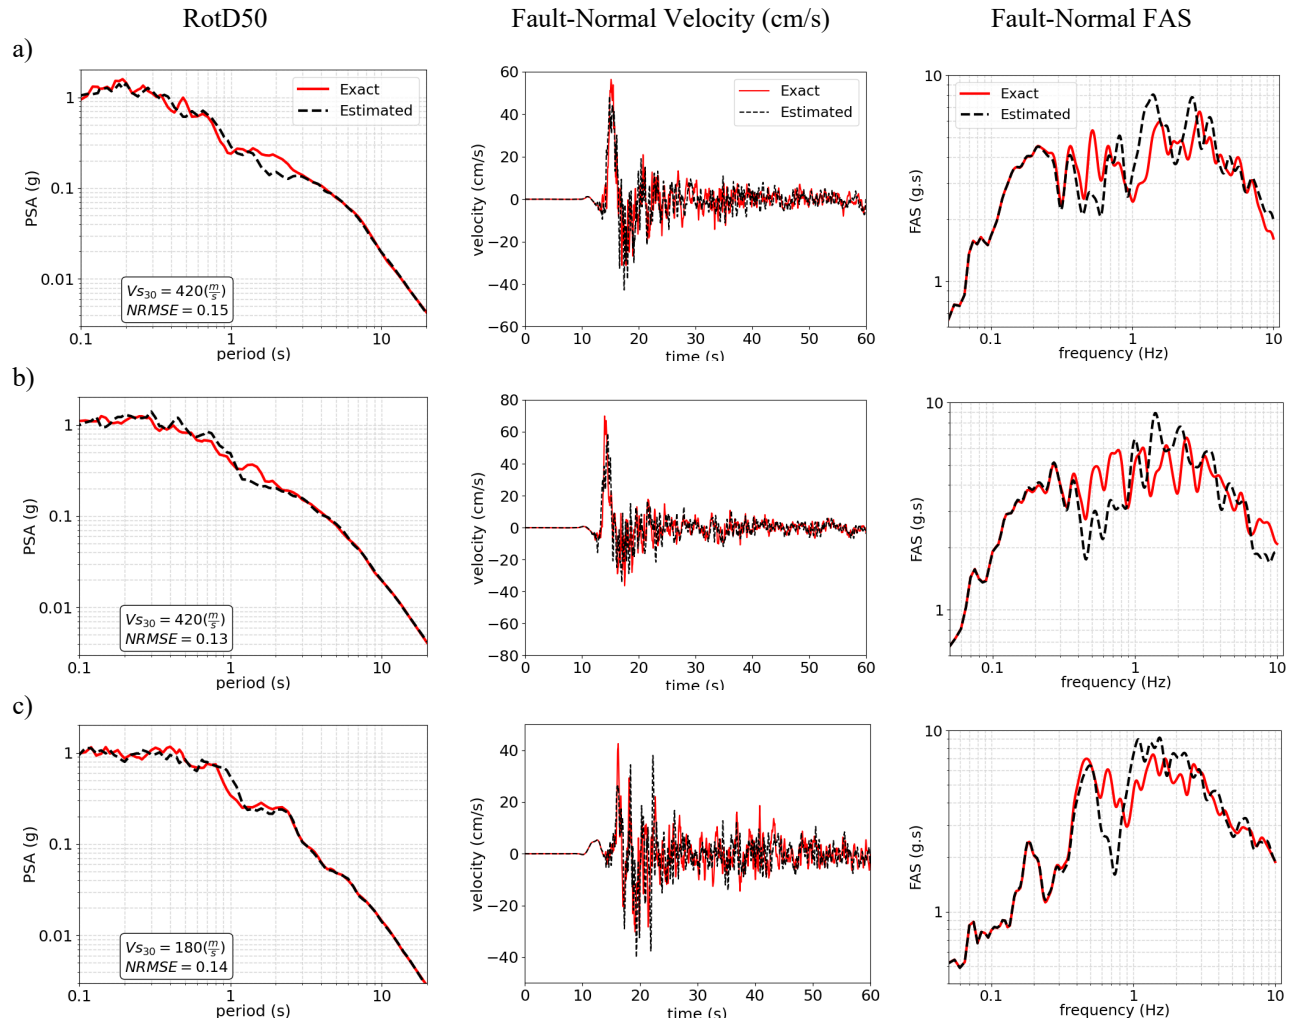 RotD50
Fault-Normal Velocity (cm/s)
Fault-Normal FAS
a)
PSA (g)
1
0.1
0.01
Exact
Estimated
Vs30 = 420(m/s)
NRMSE = 0.15
0.1 1 10
period (s)
velocity (cm/s)
60
40
20
0
−20
−40
−60
Exact
Estimated
0 10 20 30 40 50 60
time (s)
FAS (g.s)
10
1
Exact
Estimated
0.1 1 10
frequency (Hz)
b)
PSA (g)
1
0.1
0.01
Vs30 = 420(m/s)
NRMSE = 0.13
0.1 1 10
period (s)
velocity (cm/s)
80
60
40
20
0
−20
−40
−60
−80
0 10 20 30 40 50 60
time (s)
FAS (g.s)
10
1
0.1 1 10
frequency (Hz)
c)
PSA (g)
1
0.1
0.01
Vs30 = 180(m/s)
NRMSE = 0.14
0.1 1 10
period (s)
velocity (cm/s)
40
20
0
−20
−40
0 10 20 30 40 50 60
time (s)
FAS (g.s)
10
1
0.1 1 10
frequency (Hz)